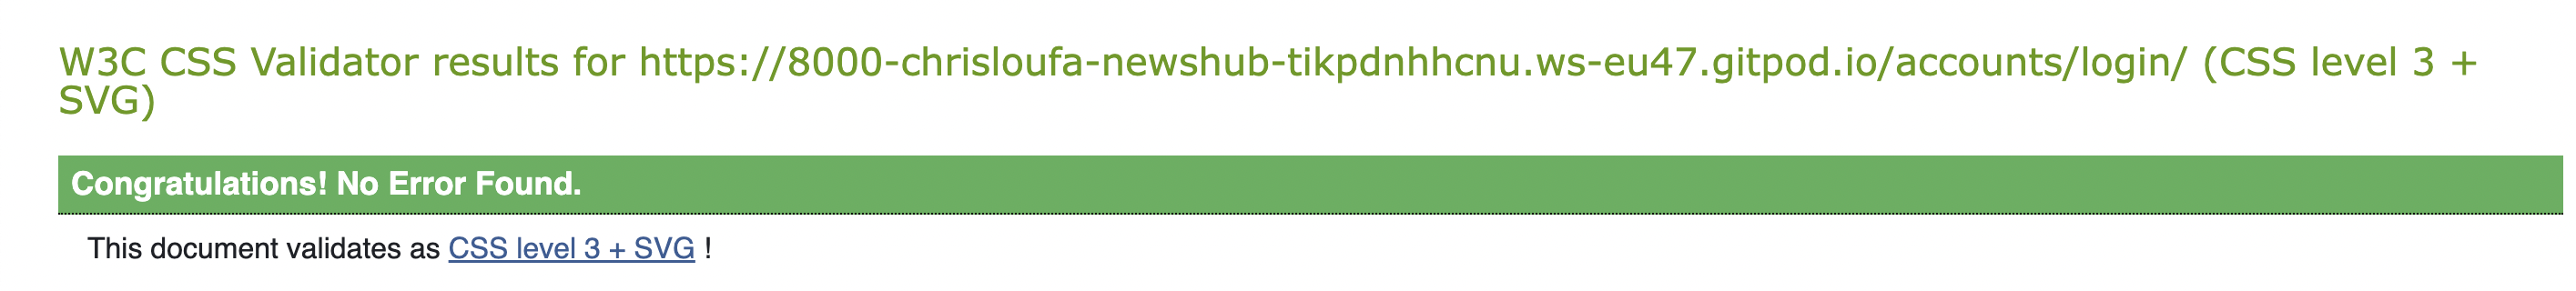 W3C CSS Validator results for https://8000-chrisloufa-newshub-tikpdnhhcnu.ws-eu47.gitpod.io/accounts/login/ (CSS level 3 +
SVG)
Congratulations! No Error Found.
This document validates as CSS level 3 + SVG !